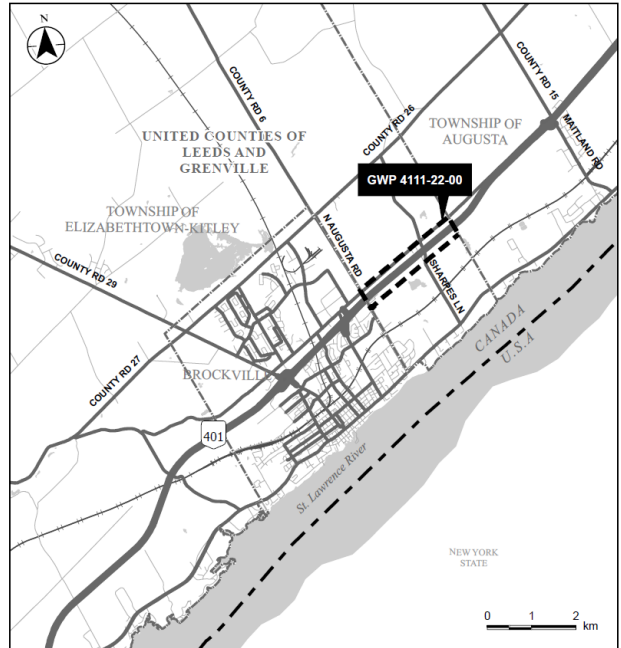 N
COUNTY RD 6
COUNTY RD 15
COUNTY RD 26
TOWNSHIP OF
AUGUSTA
MAITLAND RD
UNITED COUNTIES OF
LEEDS AND
GRENVILLE
GWP 4111-22-00
TOWNSHIP OF
ELIZABETHTOWN-KITLEY
N AUGUSTA RD
SHARPES LN
COUNTY RD 29
CANADA
U.S.A
BROCKVILLE
COUNTY RD 27
401
St. Lawrence River
NEW YORK
STATE
0 1 2
km